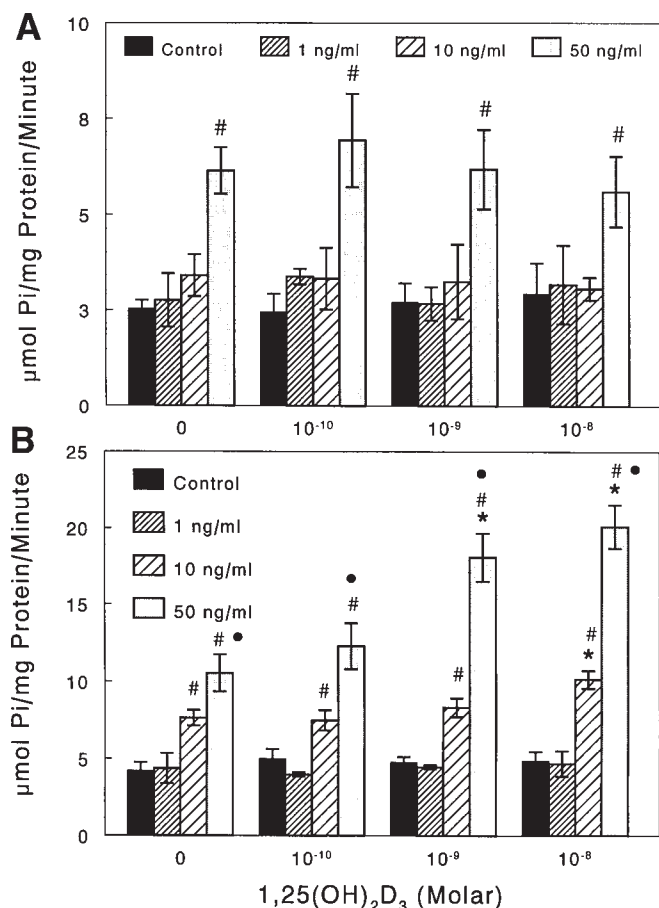 A
10
Control
1 ng/ml
10 ng/ml
50 ng/ml
8
5
3
0
µmol Pi/mg Protein/Minute
# # # #
0 10⁻¹⁰ 10⁻⁹ 10⁻⁸
B
25
Control
1 ng/ml
10 ng/ml
50 ng/ml
20
15
10
5
0
µmol Pi/mg Protein/Minute
# # •
# # •
# # * •
# * # * •
0 10⁻¹⁰ 10⁻⁹ 10⁻⁸
1,25(OH)₂D₃ (Molar)